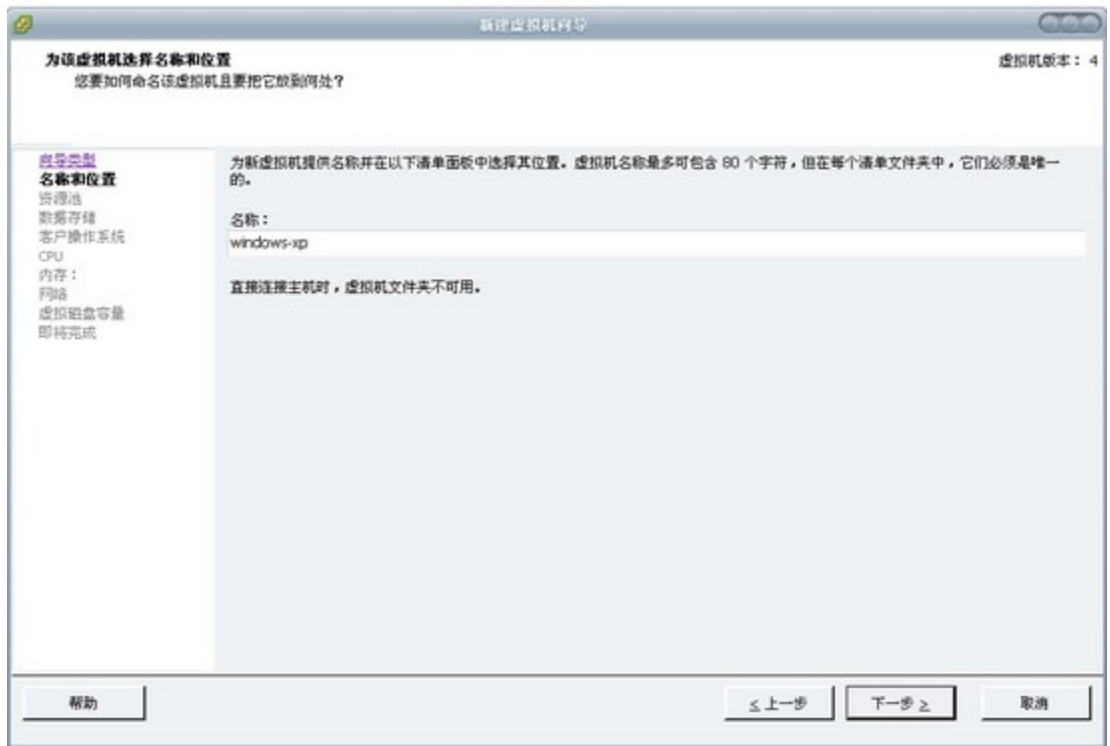 新建虚拟机向导
为该虚拟机选择名称和位置
您要如何命名该虚拟机且要把它放到何处?
虚拟机版本: 4
向导类型
名称和位置
资源池
数据存储
客户操作系统
CPU
内存:
网络
虚拟磁盘容量
即将完成
为新虚拟机提供名称并在以下清单面板中选择其位置。虚拟机名称最多可包含 80 个字符,但在每个清单文件夹中,它们必须是唯一
的。
名称:
windows-xp
直接连接主机时,虚拟机文件夹不可用。
帮助
≤ 上一步
下一步 ≥
取消